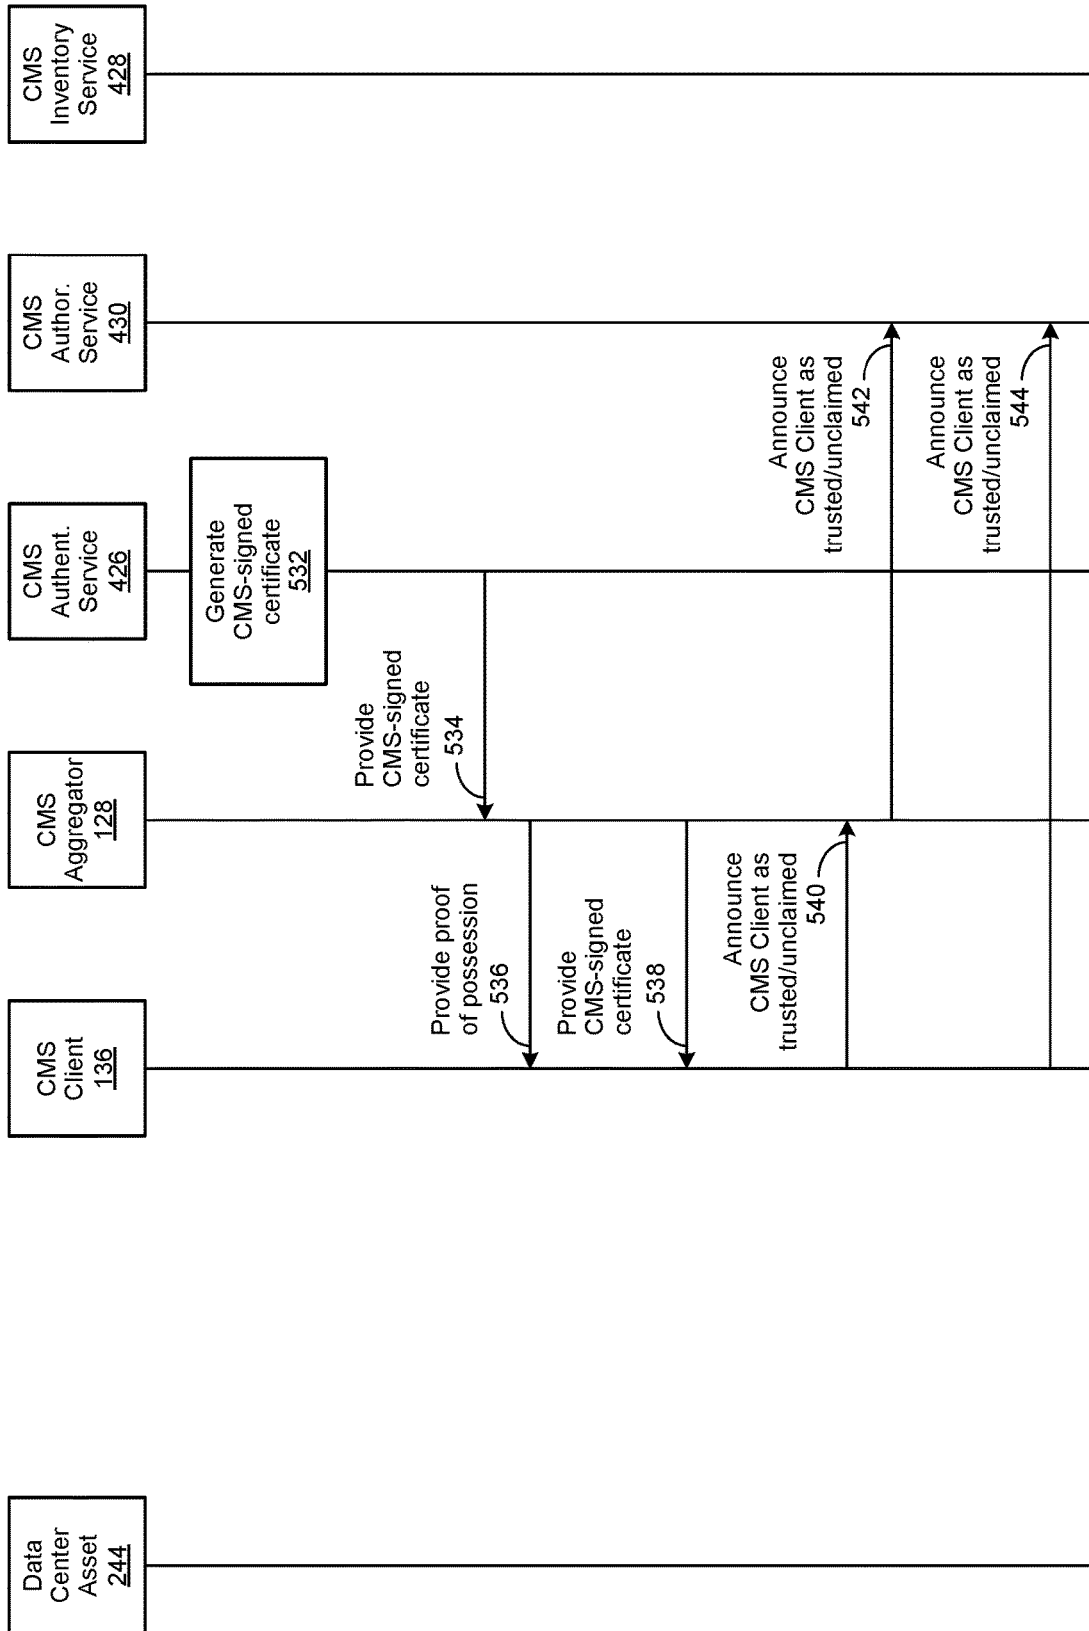 Data
Center
Asset
244
CMS
Client
136
CMS
Aggregator
128
CMS
Authent.
Service
426
CMS
Author.
Service
430
CMS
Inventory
Service
428
Generate
CMS-signed
certificate
532
Provide
CMS-signed
certificate
534
Provide proof
of possession
536
Provide
CMS-signed
certificate
538
Announce
CMS Client as
trusted/unclaimed
540
Announce
CMS Client as
trusted/unclaimed
542
Announce
CMS Client as
trusted/unclaimed
544